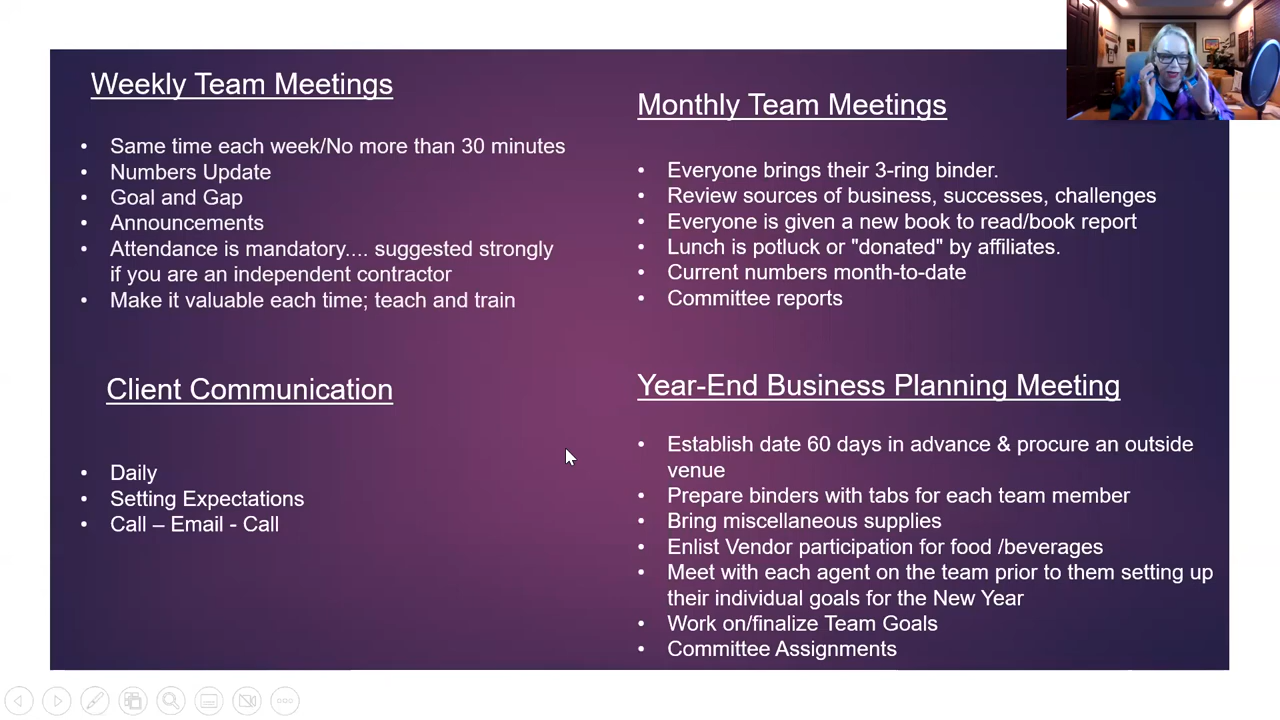 Weekly Team Meetings
• Same time each week/No more than 30 minutes
• Numbers Update
• Goal and Gap
• Announcements
• Attendance is mandatory.... suggested strongly
if you are an independent contractor
• Make it valuable each time; teach and train
Monthly Team Meetings
• Everyone brings their 3-ring binder.
• Review sources of business, successes, challenges
• Everyone is given a new book to read/book report
• Lunch is potluck or "donated" by affiliates.
• Current numbers month-to-date
• Committee reports
Client Communication
• Daily
• Setting Expectations
• Call – Email - Call
Year-End Business Planning Meeting
• Establish date 60 days in advance & procure an outside
venue
• Prepare binders with tabs for each team member
• Bring miscellaneous supplies
• Enlist Vendor participation for food /beverages
• Meet with each agent on the team prior to them setting up
their individual goals for the New Year
• Work on/finalize Team Goals
• Committee Assignments